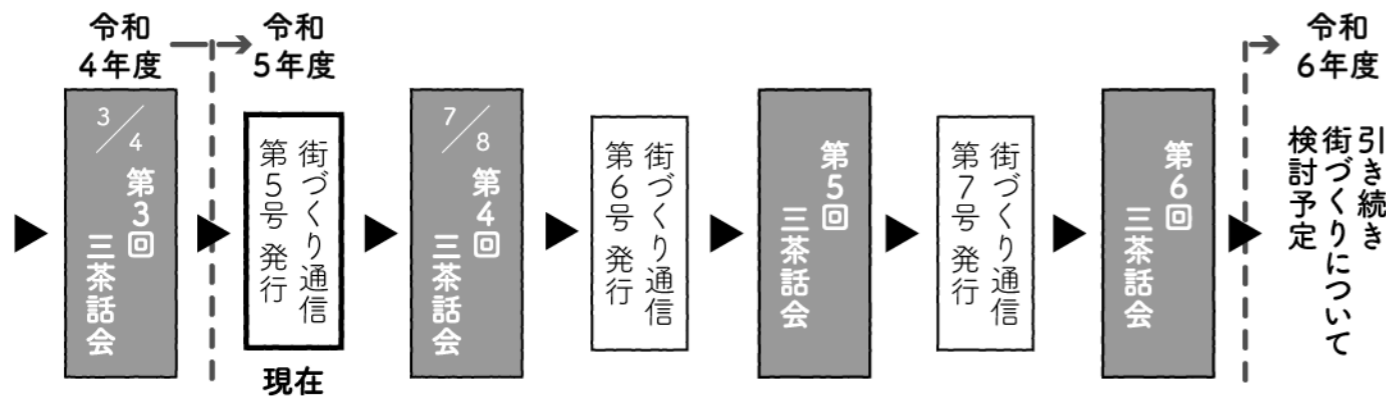 令和
4年度
令和
5年度
3/4
第3回
三茶話会
街づくり通信
第5号 発行
現在
7/8
第4回
三茶話会
街づくり通信
第6号 発行
第5回
三茶話会
街づくり通信
第7号 発行
第6回
三茶話会
令和
6年度
引き続き
街づくりについて
検討予定